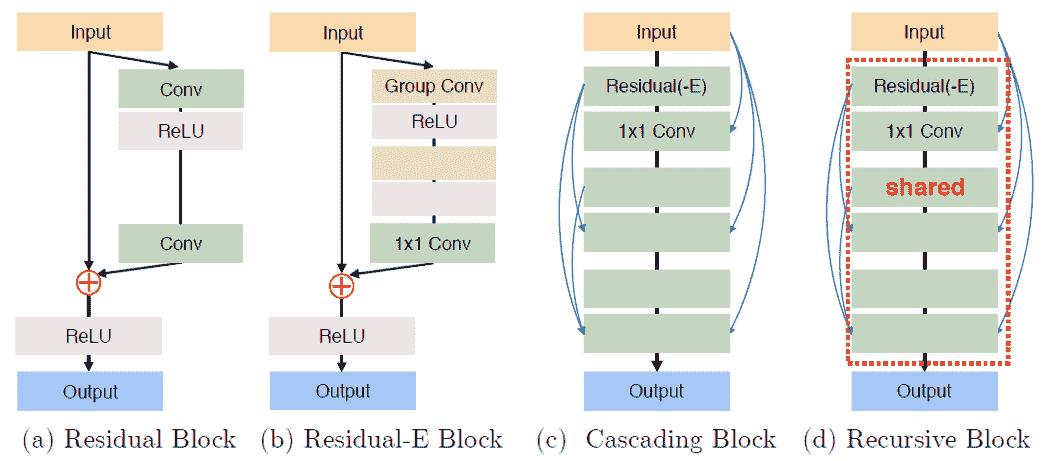 Input
Conv
ReLU
Conv
ReLU
Output
(a) Residual Block
Input
Group Conv
ReLU
1x1 Conv
ReLU
Output
(b) Residual-E Block
Input
Residual(-E)
1x1 Conv
Output
(c) Cascading Block
Input
Residual(-E)
1x1 Conv
shared
Output
(d) Recursive Block